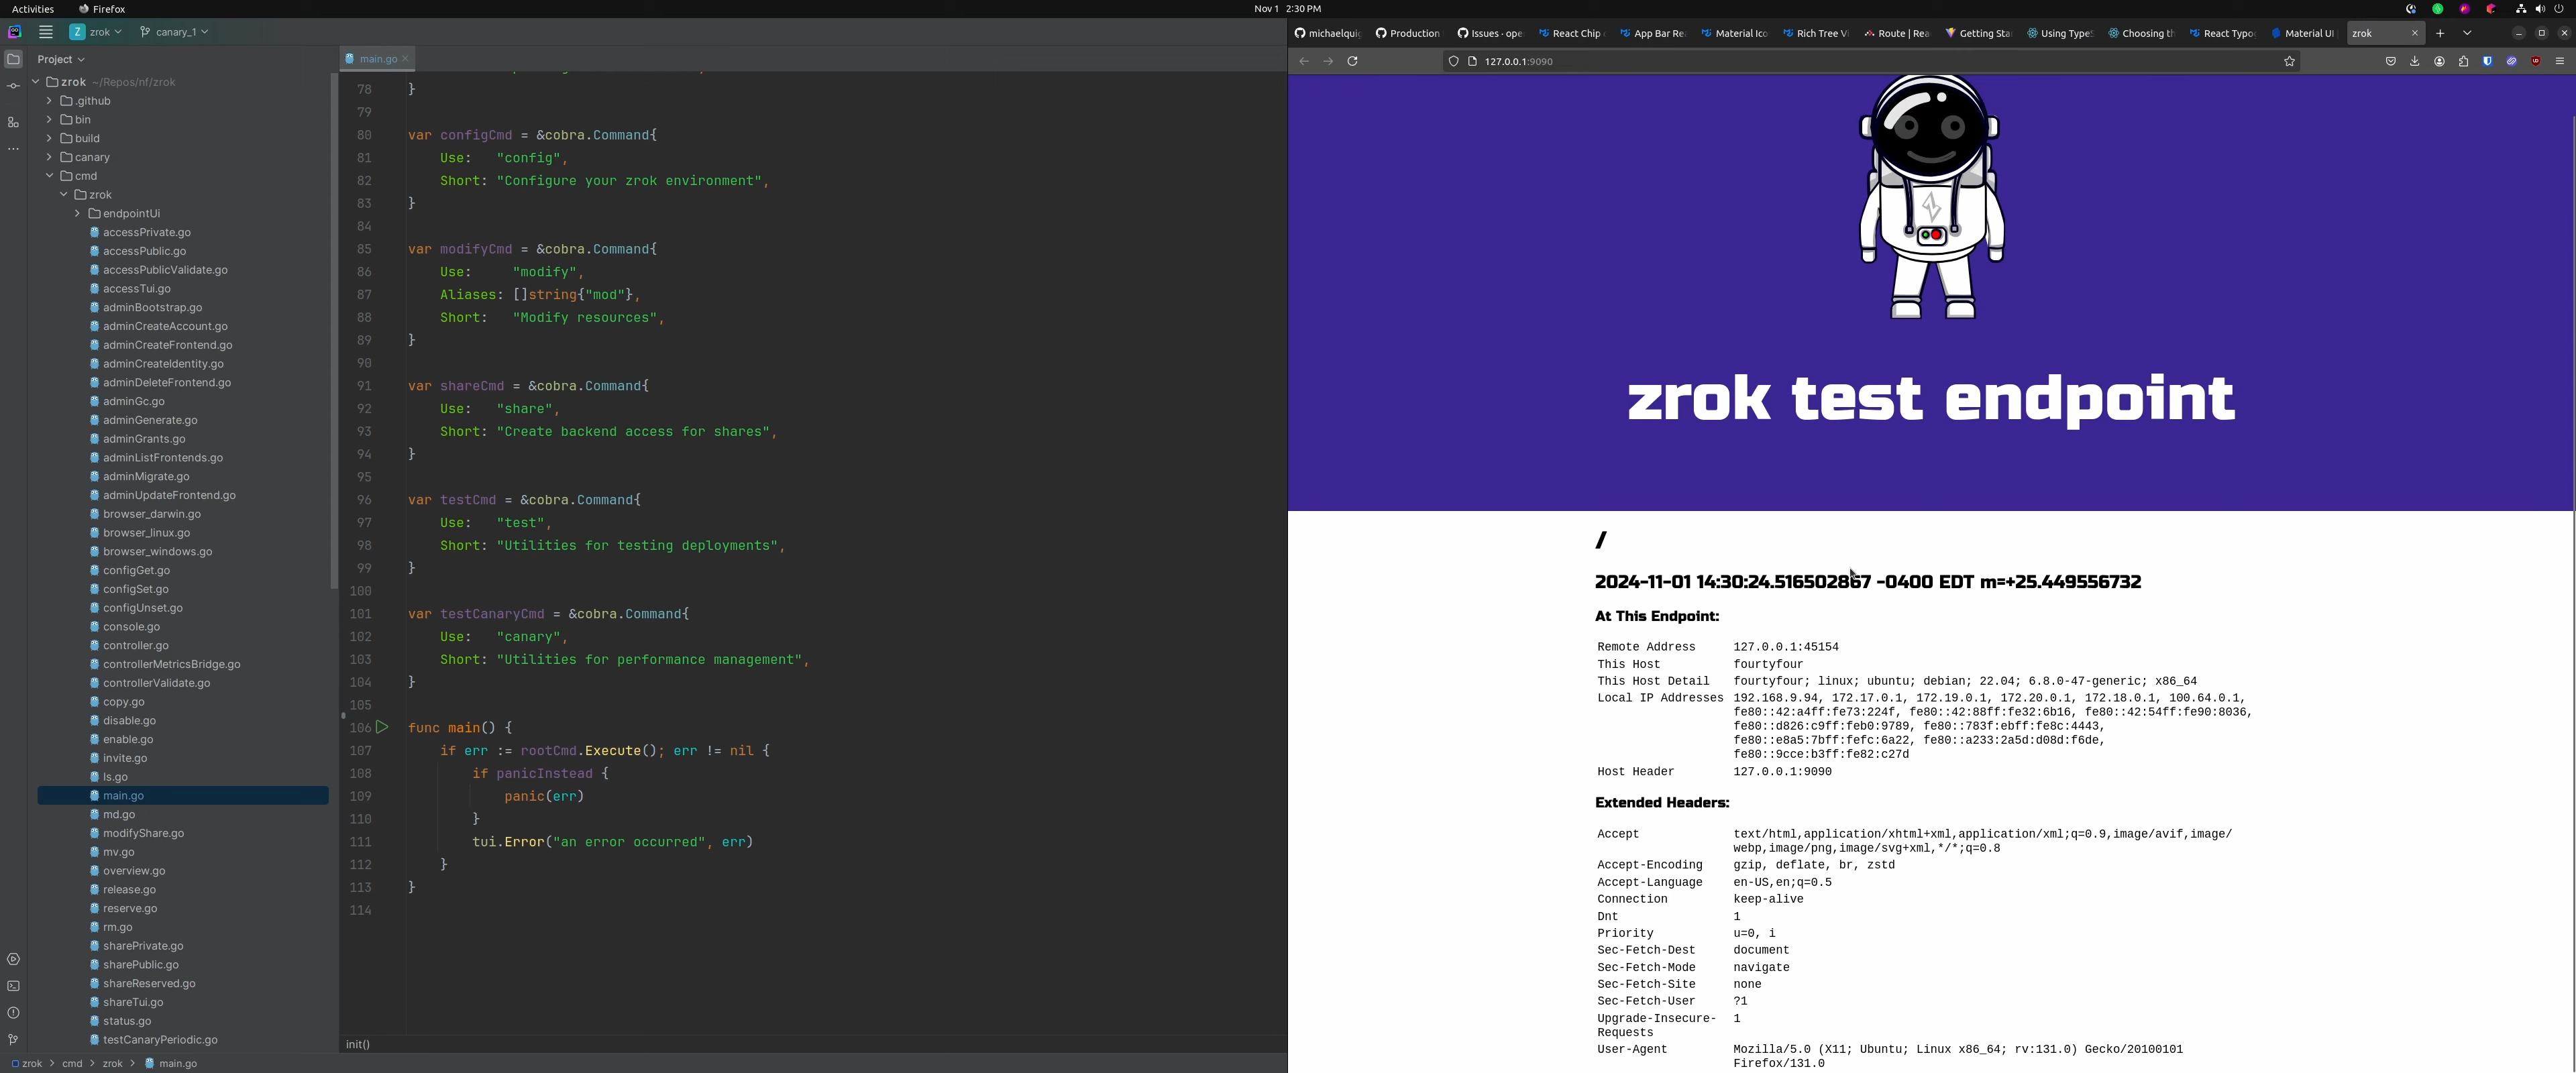 Activities
Firefox
Nov 1 2:30 PM
Z zrok
canary_1
Project
zrok ~/Repos/nf/zrok
.github
bin
build
canary
cmd
zrok
endpointUi
accessPrivate.go
accessPublic.go
accessPublicValidate.go
accessTui.go
adminBootstrap.go
adminCreateAccount.go
adminCreateFrontend.go
adminCreateIdentity.go
adminDeleteFrontend.go
adminGc.go
adminGenerate.go
adminGrants.go
adminListFrontends.go
adminMigrate.go
adminUpdateFrontend.go
browser_darwin.go
browser_linux.go
browser_windows.go
configGet.go
configSet.go
configUnset.go
console.go
controller.go
controllerMetricsBridge.go
controllerValidate.go
copy.go
disable.go
enable.go
invite.go
ls.go
main.go
md.go
modifyShare.go
mv.go
overview.go
release.go
reserve.go
rm.go
sharePrivate.go
sharePublic.go
shareReserved.go
shareTui.go
status.go
testCanaryPeriodic.go
main.go
78 }
79
80 var configCmd = &cobra.Command{
81 Use: "config",
82 Short: "Configure your zrok environment",
83 }
84
85 var modifyCmd = &cobra.Command{
86 Use: "modify",
87 Aliases: []string{"mod"},
88 Short: "Modify resources",
89 }
90
91 var shareCmd = &cobra.Command{
92 Use: "share",
93 Short: "Create backend access for shares",
94 }
95
96 var testCmd = &cobra.Command{
97 Use: "test",
98 Short: "Utilities for testing deployments",
99 }
100
101 var testCanaryCmd = &cobra.Command{
102 Use: "canary",
103 Short: "Utilities for performance management",
104 }
105
106 func main() {
107 if err := rootCmd.Execute(); err != nil {
108 if panicInstead {
109 panic(err)
110 }
111 tui.Error("an error occurred", err)
112 }
113 }
114
init()
zrok > cmd > zrok > main.go
michaelquig
Production
Issues · ope
React Chip
App Bar Rea
Material Ico
Rich Tree Vi
Route | Rea
Getting Sta
Using TypeS
Choosing th
React Typog
Material UI
zrok
127.0.0.1:9090
zrok test endpoint
/
2024-11-01 14:30:24.516502867 -0400 EDT m=+25.449556732
At This Endpoint:
Remote Address 127.0.0.1:45154
This Host fourtyfour
This Host Detail fourtyfour; linux; ubuntu; debian; 22.04; 6.8.0-47-generic; x86_64
Local IP Addresses 192.168.9.94, 172.17.0.1, 172.19.0.1, 172.20.0.1, 172.18.0.1, 100.64.0.1,
fe80::42:a4ff:fe73:224f, fe80::42:88ff:fe32:6b16, fe80::42:54ff:fe90:8036,
fe80::d826:c9ff:feb0:9789, fe80::783f:ebff:fe8c:4443,
fe80::e8a5:7bff:fefc:6a22, fe80::a233:2a5d:d08d:f6de,
fe80::9cce:b3ff:fe82:c27d
Host Header 127.0.0.1:9090
Extended Headers:
Accept text/html,application/xhtml+xml,application/xml;q=0.9,image/avif,image/
webp,image/png,image/svg+xml,*/*;q=0.8
Accept-Encoding gzip, deflate, br, zstd
Accept-Language en-US,en;q=0.5
Connection keep-alive
Dnt 1
Priority u=0, i
Sec-Fetch-Dest document
Sec-Fetch-Mode navigate
Sec-Fetch-Site none
Sec-Fetch-User ?1
Upgrade-Insecure- 1
Requests
User-Agent Mozilla/5.0 (X11; Ubuntu; Linux x86_64; rv:131.0) Gecko/20100101
Firefox/131.0